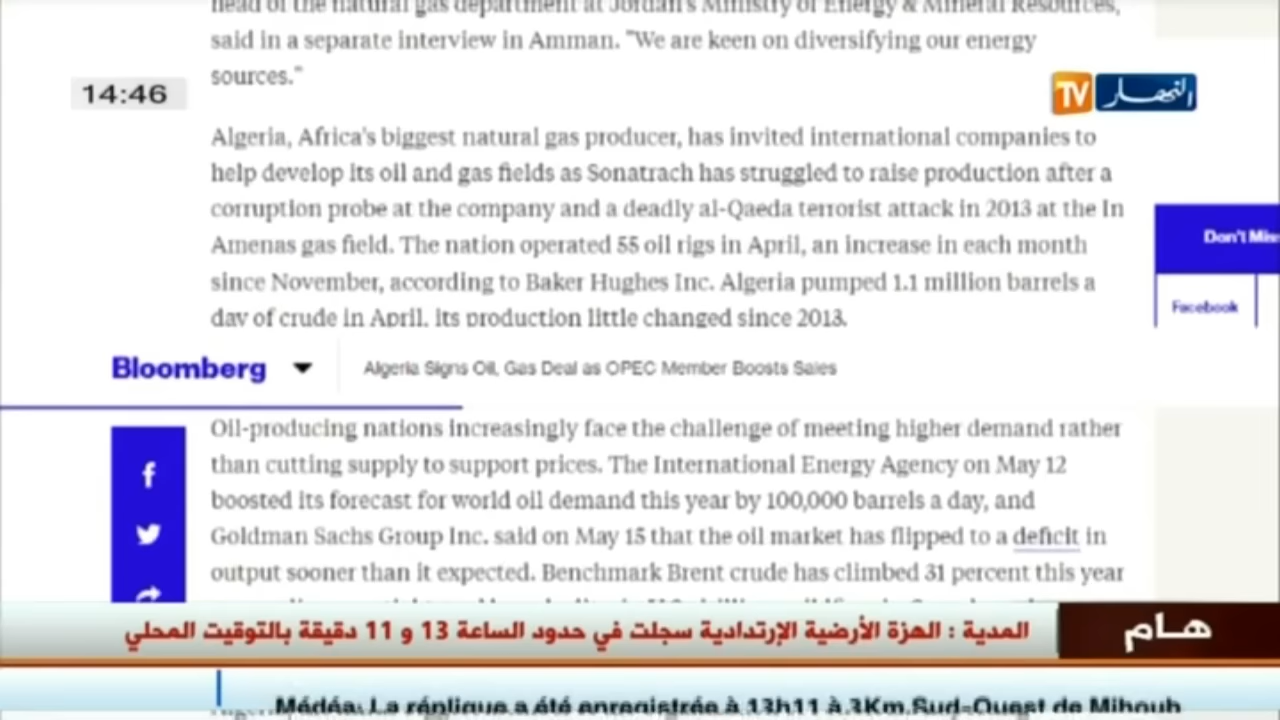 head of the natural gas department at Jordan's Ministry of Energy & Mineral Resources,
said in a separate interview in Amman. "We are keen on diversifying our energy
sources."
14:46
TV النهار
Algeria, Africa's biggest natural gas producer, has invited international companies to
help develop its oil and gas fields as Sonatrach has struggled to raise production after a
corruption probe at the company and a deadly al-Qaeda terrorist attack in 2013 at the In
Amenas gas field. The nation operated 55 oil rigs in April, an increase in each month
since November, according to Baker Hughes Inc. Algeria pumped 1.1 million barrels a
day of crude in April, its production little changed since 2013.
Don't Mis
Facebook
Bloomberg
Algeria Signs Oil, Gas Deal as OPEC Member Boosts Sales
Oil-producing nations increasingly face the challenge of meeting higher demand rather
than cutting supply to support prices. The International Energy Agency on May 12
boosted its forecast for world oil demand this year by 100,000 barrels a day, and
Goldman Sachs Group Inc. said on May 15 that the oil market has flipped to a deficit in
output sooner than it expected. Benchmark Brent crude has climbed 31 percent this year
هـام
المدية : الهزة الأرضية الإرتدادية سجلت في حدود الساعة 13 و 11 دقيقة بالتوقيت المحلي
Médéa: La réplique a été enregistrée à 13h11 à 3Km Sud-Ouest de Mihoub